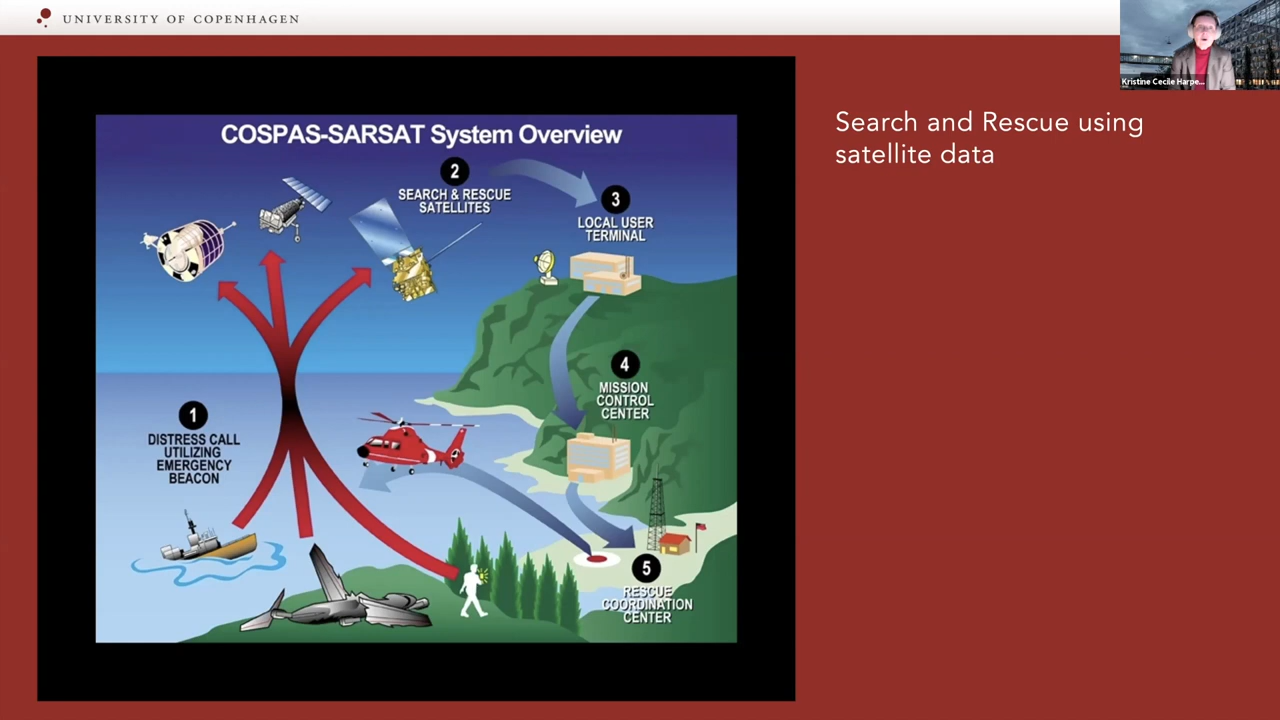 UNIVERSITY OF COPENHAGEN
Kristine Cecile Harpe...
Search and Rescue using
satellite data
COSPAS-SARSAT System Overview
2
SEARCH & RESCUE
SATELLITES
3
LOCAL USER
TERMINAL
4
MISSION
CONTROL
CENTER
1
DISTRESS CALL
UTILIZING
EMERGENCY
BEACON
5
RESCUE
COORDINATION
CENTER